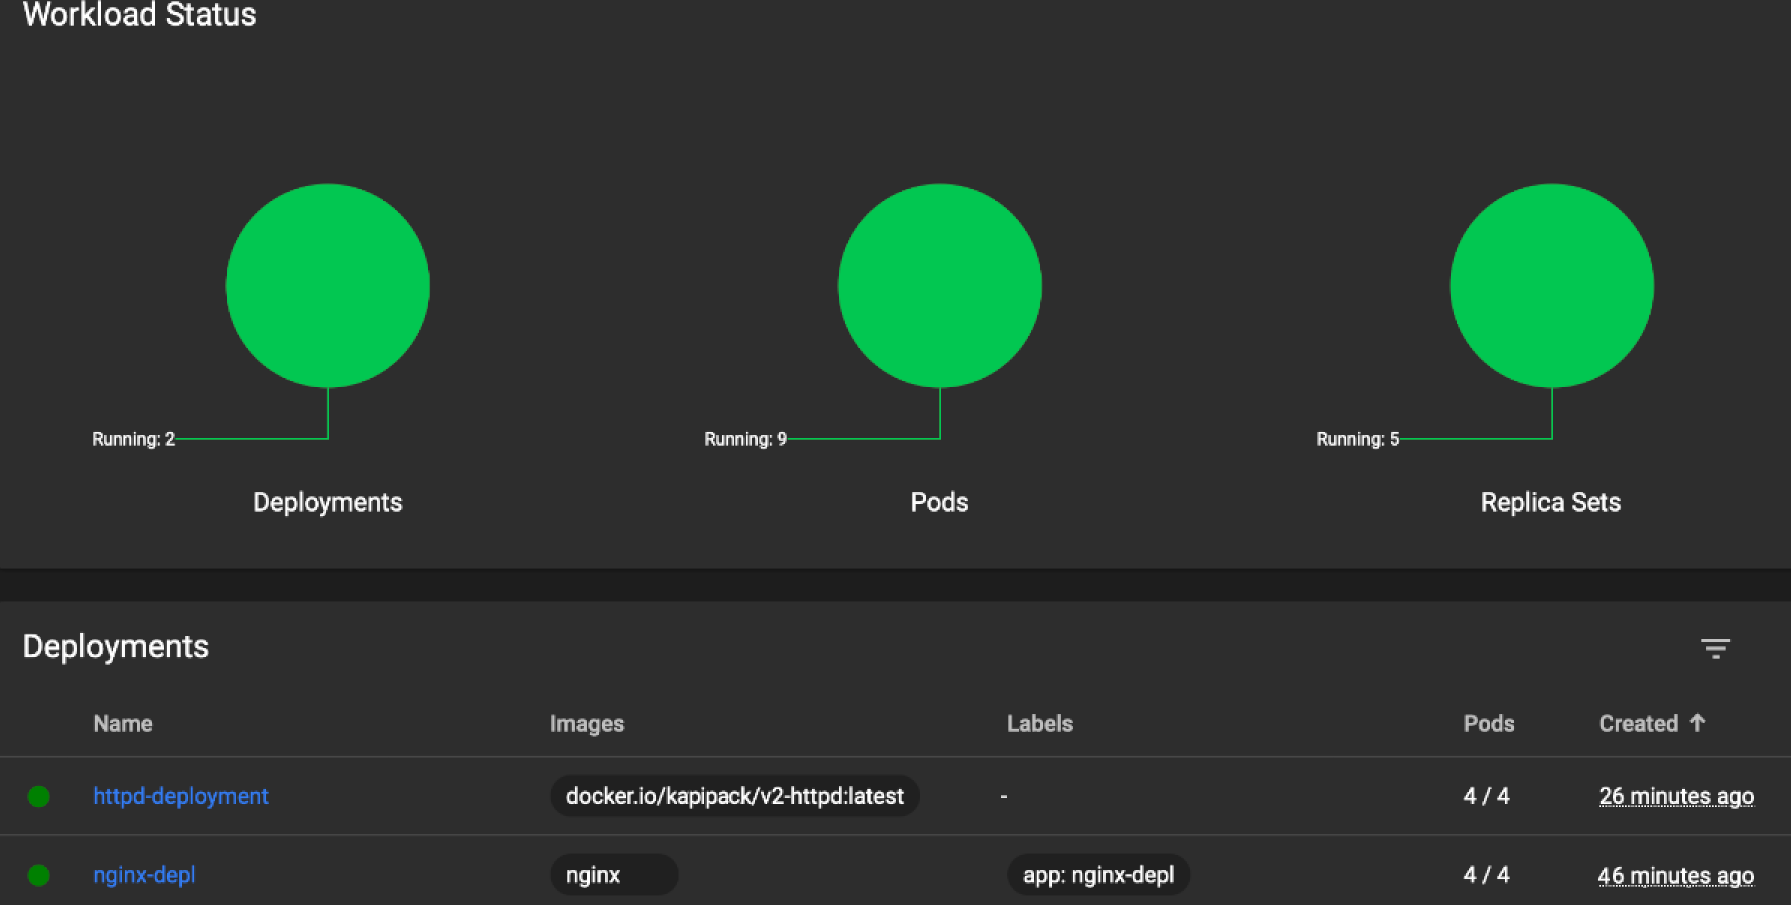 Workload Status
Running: 2
Running: 9
Running: 5
Deployments
Pods
Replica Sets
Deployments
Name Images Labels Pods Created ↑
httpd-deployment docker.io/kapipack/v2-httpd:latest - 4 / 4 26 minutes ago
nginx-depl nginx app: nginx-depl 4 / 4 46 minutes ago